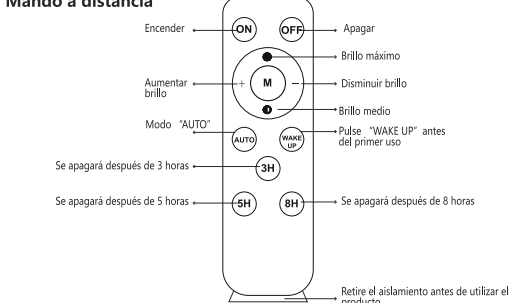 Mando a distancia
Encender
ON
OFF
Apagar
Brillo máximo
Aumentar
brillo
+
M
-
Disminuir brillo
Brillo medio
Modo "AUTO"
AUTO
WAKE
UP
Pulse "WAKE UP" antes
del primer uso
Se apagará después de 3 horas
3H
Se apagará después de 5 horas
5H
8H
Se apagará después de 8 horas
Retire el aislamiento antes de utilizar el
producto